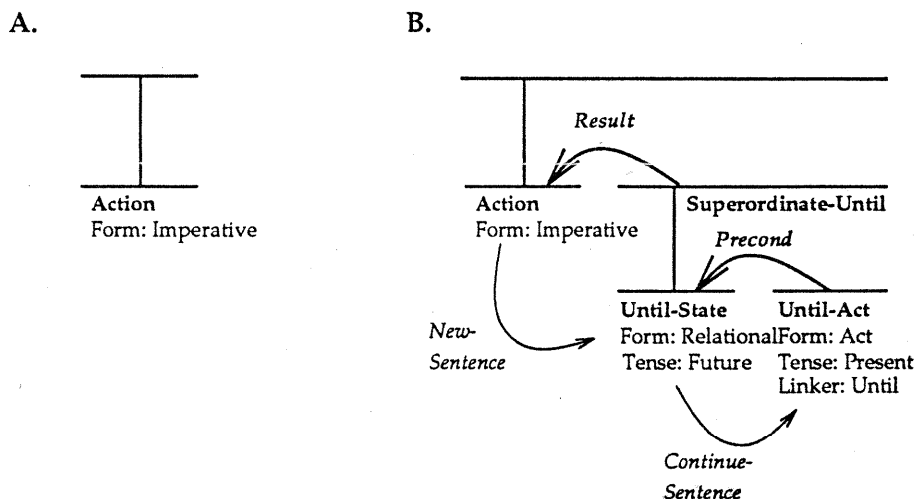 A.
Action
Form: Imperative
B.
Result
Action
Form: Imperative
Superordinate-Until
Precond
Until-State
Form: Relational
Tense: Future
Until-Act
Form: Act
Tense: Present
Linker: Until
New-
Sentence
Continue-
Sentence